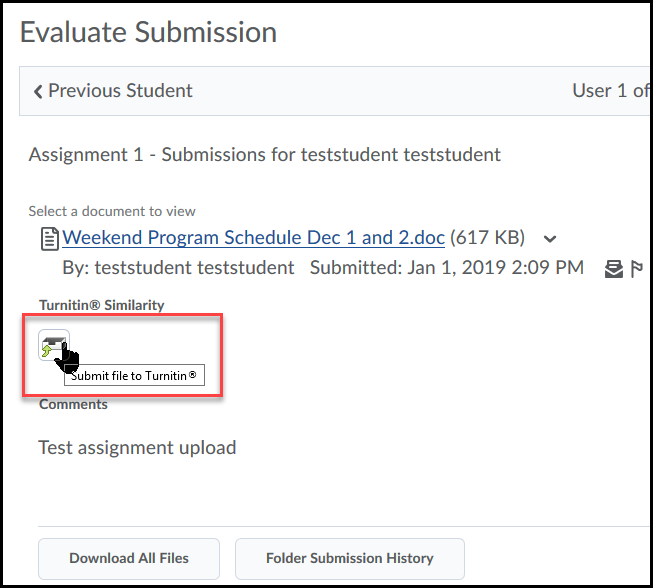 Evaluate Submission
Previous Student User 1 of
Assignment 1 - Submissions for teststudent teststudent
Select a document to view
Weekend Program Schedule Dec 1 and 2.doc (617 KB)
By: teststudent teststudent Submitted: Jan 1, 2019 2:09 PM
Turnitin® Similarity
Submit file to Turnitin®
Comments
Test assignment upload
Download All Files Folder Submission History